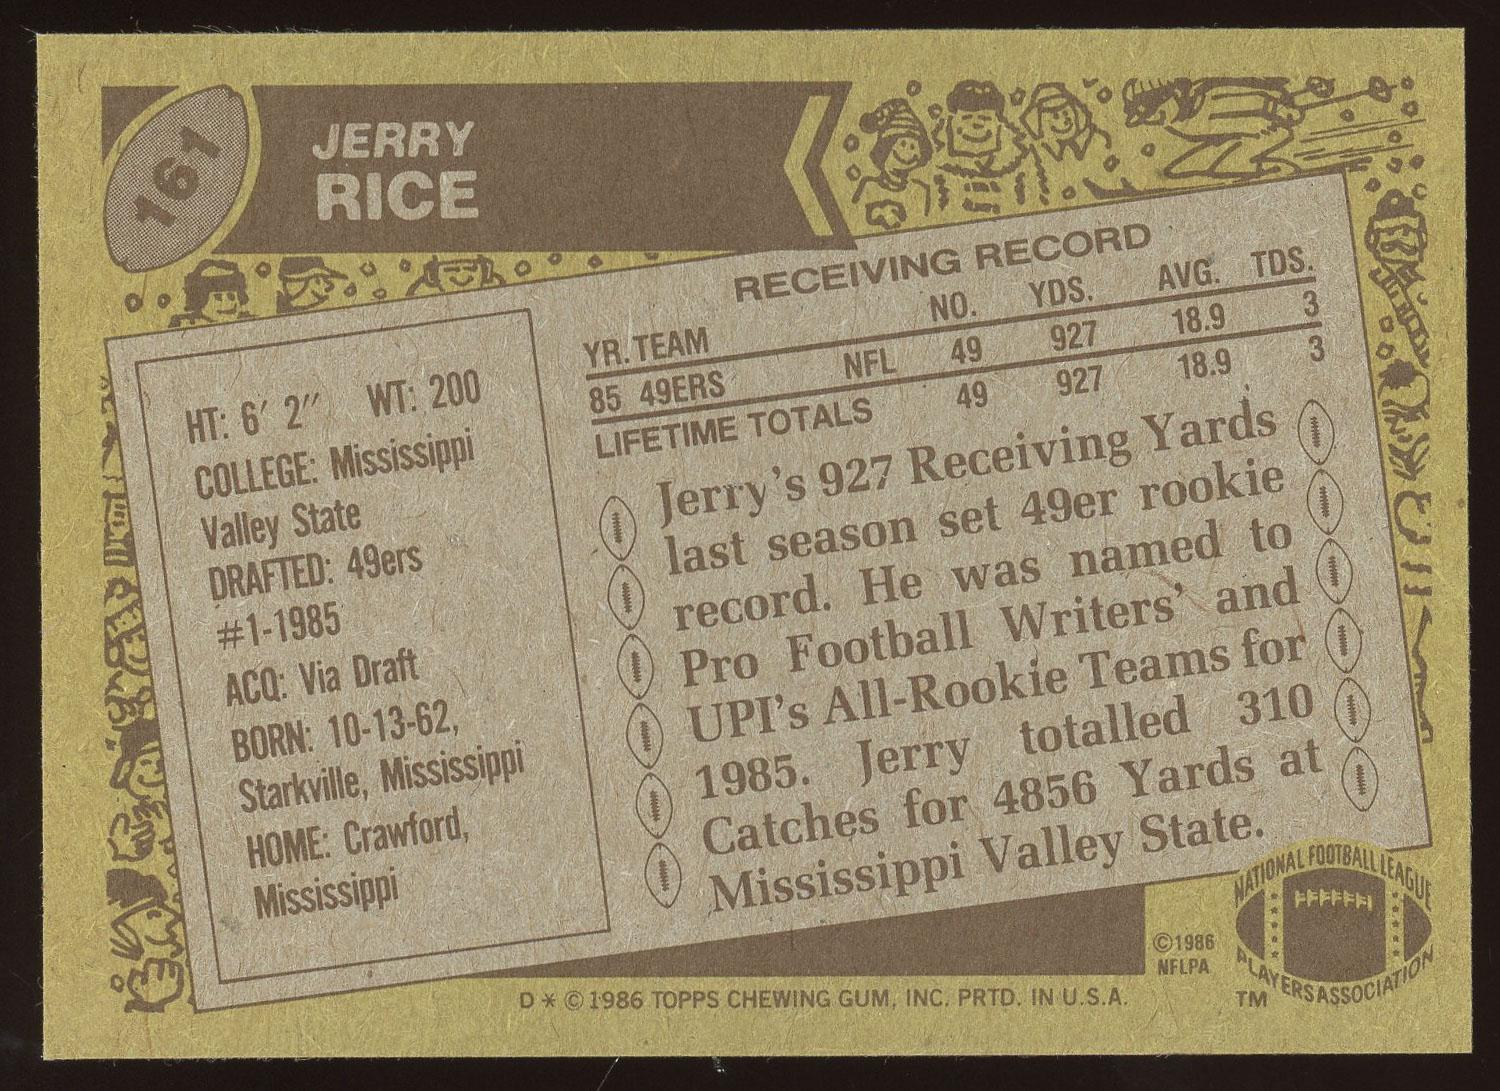 161
JERRY
RICE
RECEIVING RECORD
YR. TEAM NO. YDS. AVG. TDS.
85 49ERS NFL 49 927 18.9 3
LIFETIME TOTALS 49 927 18.9 3
HT: 6′ 2″ WT: 200
COLLEGE: Mississippi
Valley State
DRAFTED: 49ers
#1-1985
ACQ: Via Draft
BORN: 10-13-62,
Starkville, Mississippi
HOME: Crawford,
Mississippi
Jerry's 927 Receiving Yards
last season set 49er rookie
record. He was named to
Pro Football Writers' and
UPI's All-Rookie Teams for
1985. Jerry totalled 310
Catches for 4856 Yards at
Mississippi Valley State.
©1986
NFLPA
NATIONAL FOOTBALL LEAGUE
PLAYERS ASSOCIATION
TM
D * © 1986 TOPPS CHEWING GUM, INC. PRTD. IN U.S.A.